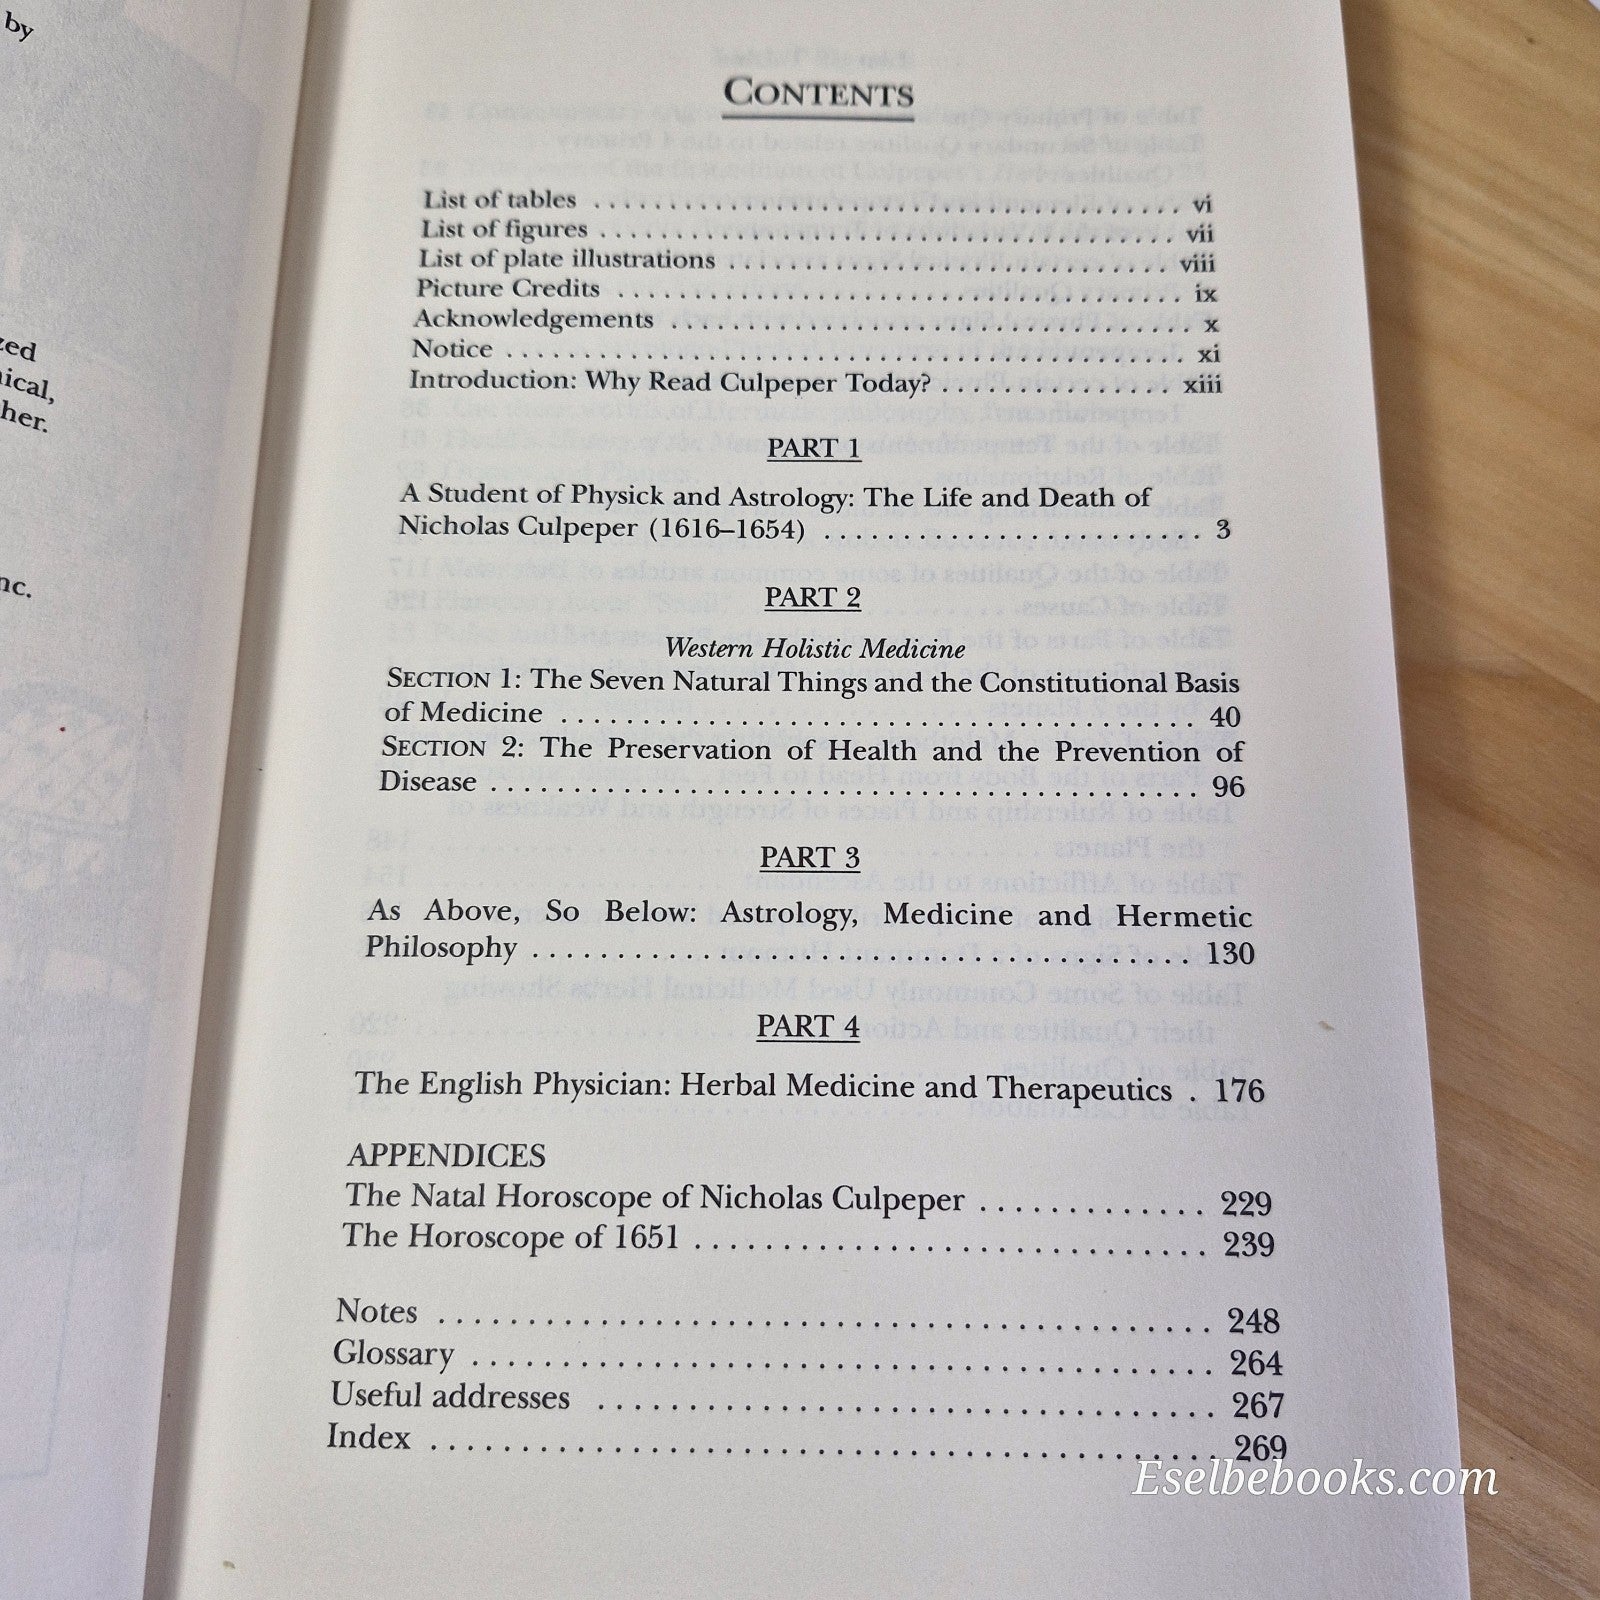 by
zed
ical,
her.
nc.
CONTENTS
List of tables . . . . . . . . . . . . . . . . . . . . . . . . . . . . . . . . vi
List of figures . . . . . . . . . . . . . . . . . . . . . . . . . . . . . . . vii
List of plate illustrations . . . . . . . . . . . . . . . . . . . . . . . . viii
Picture Credits . . . . . . . . . . . . . . . . . . . . . . . . . . . . . . ix
Acknowledgements . . . . . . . . . . . . . . . . . . . . . . . . . . . . x
Notice . . . . . . . . . . . . . . . . . . . . . . . . . . . . . . . . . . . . xi
Introduction: Why Read Culpeper Today? . . . . . . . . . . . . . xiii
PART 1
A Student of Physick and Astrology: The Life and Death of
Nicholas Culpeper (1616–1654) . . . . . . . . . . . . . . . . . . . . . . . 3
PART 2
Western Holistic Medicine
SECTION 1: The Seven Natural Things and the Constitutional Basis
of Medicine . . . . . . . . . . . . . . . . . . . . . . . . . . . . . . . . . . . 40
SECTION 2: The Preservation of Health and the Prevention of
Disease . . . . . . . . . . . . . . . . . . . . . . . . . . . . . . . . . . . . . . 96
PART 3
As Above, So Below: Astrology, Medicine and Hermetic
Philosophy . . . . . . . . . . . . . . . . . . . . . . . . . . . . . . . . . . . 130
PART 4
The English Physician: Herbal Medicine and Therapeutics . 176
APPENDICES
The Natal Horoscope of Nicholas Culpeper . . . . . . . . . . . . . 229
The Horoscope of 1651 . . . . . . . . . . . . . . . . . . . . . . . . . . . . 239
Notes . . . . . . . . . . . . . . . . . . . . . . . . . . . . . . . . . . . . . . . 248
Glossary . . . . . . . . . . . . . . . . . . . . . . . . . . . . . . . . . . . . . 264
Useful addresses . . . . . . . . . . . . . . . . . . . . . . . . . . . . . . . 267
Index . . . . . . . . . . . . . . . . . . . . . . . . . . . . . . . . . . . . . . . 269
Eselbebooks.com